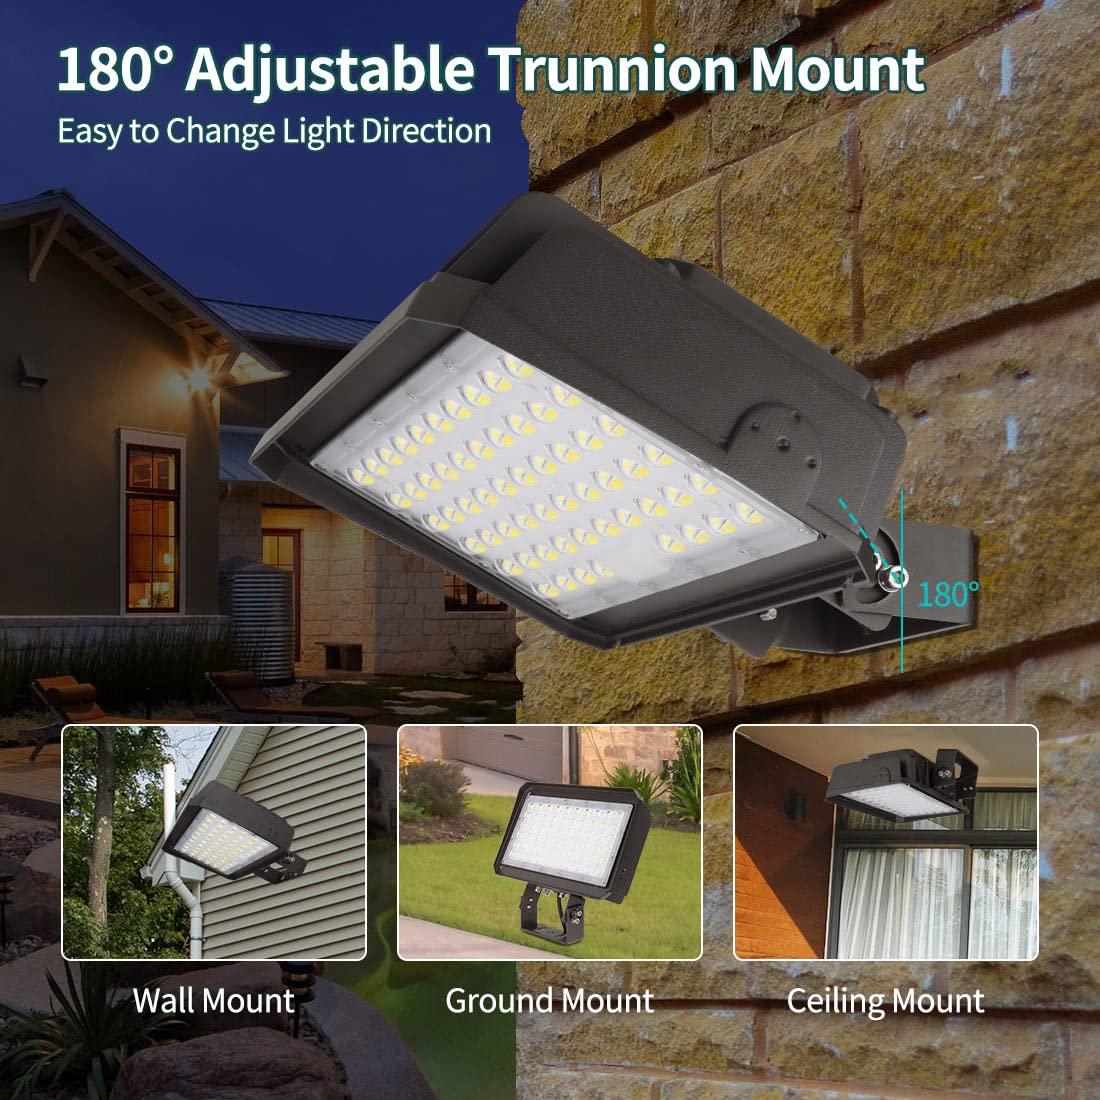 180° Adjustable Trunnion Mount
Easy to Change Light Direction
180°
Wall Mount
Ground Mount
Ceiling Mount